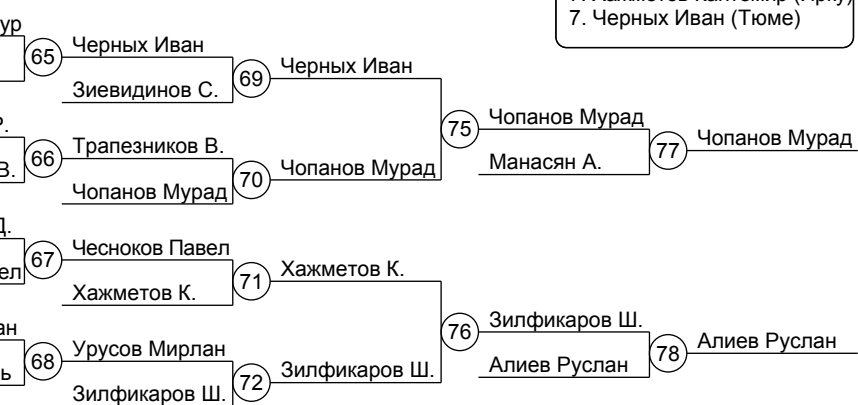 7. Черных Иван (Тюме)
65
Черных Иван
Зиевидинов С.
69
Черных Иван
66
Трапезников В.
Чопанов Мурад
70
Чопанов Мурад
75
Чопанов Мурад
Манасян А.
77
Чопанов Мурад
67
Чесноков Павел
Хажметов К.
71
Хажметов К.
68
Урусов Мирлан
Зилфикаров Ш.
72
Зилфикаров Ш.
76
Зилфикаров Ш.
Алиев Руслан
78
Алиев Руслан